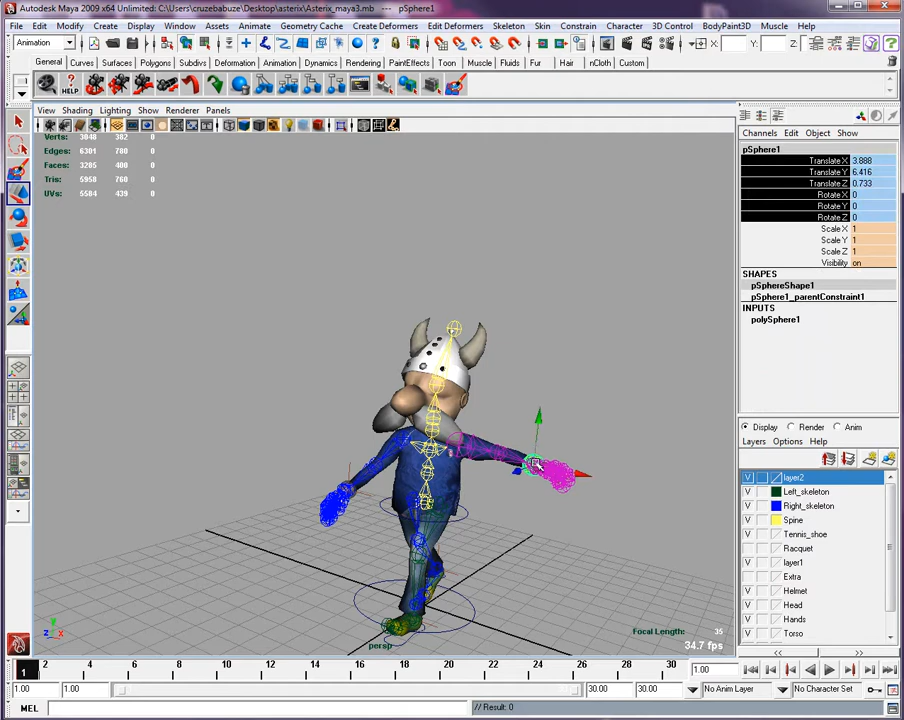 Autodesk Maya 2009 x64 Unlimited: C:\Users\cruzebabuze\Desktop\asterix\Asterix_maya3.mb --- pSphere1
File Edit Modify Create Display Window Assets Animate Geometry Cache Create Deformers Edit Deformers Skeleton Skin Constrain Character 3D Control BodyPaint3D Muscle Help
Animation X: Y: Z:
General Curves Surfaces Polygons Subdivs Deformation Animation Dynamics Rendering PaintEffects Toon Muscle Fluids Fur Hair nCloth Custom
HELP
View Shading Lighting Show Renderer Panels
Channels Edit Object Show
Verts: 3048 382 0
Edges: 6301 780 0
Faces: 3285 400 0
Tris: 5958 760 0
UVs: 5504 439 0
pSphere1
Translate X 3.888
Translate Y 6.416
Translate Z 0.733
Rotate X 0
Rotate Y 0
Rotate Z 0
Scale X 1
Scale Y 1
Scale Z 1
Visibility on
SHAPES
pSphereShape1
pSphere1_parentConstraint1
INPUTS
polySphere1
Display Render Anim
Layers Options Help
V layer2
V Left_skeleton
V Right_skeleton
V Spine
V Tennis_shoe
Racquet
V layer1
Extra
V Helmet
V Head
V Hands
V Torso
y
z x
persp
Focal Length: 35
34.7 fps
1 2 4 6 8 10 12 14 16 18 20 22 24 26 28 30 1.00
1.00 1.00 30.00 30.00 No Anim Layer No Character Set
MEL // Result: 0